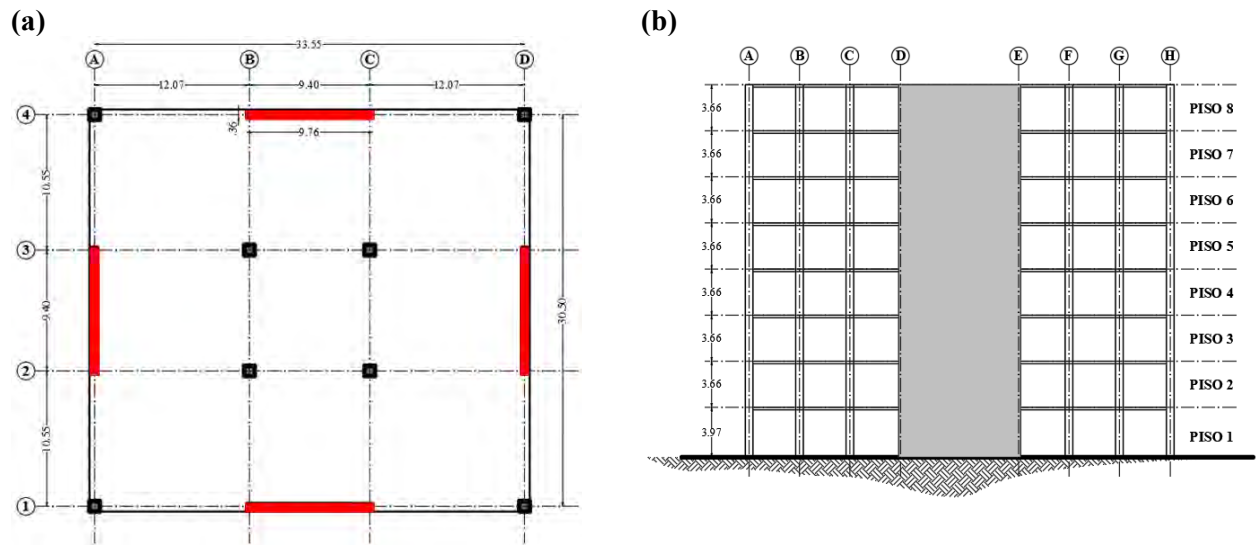 (a)
33.55
A
B
C
D
12.07
9.40
12.07
4
.36
9.76
10.55
3
9.40
30.50
2
10.55
1
(b)
A
B
C
D
E
F
G
H
3.66
PISO 8
3.66
PISO 7
3.66
PISO 6
3.66
PISO 5
3.66
PISO 4
3.66
PISO 3
3.66
PISO 2
3.97
PISO 1